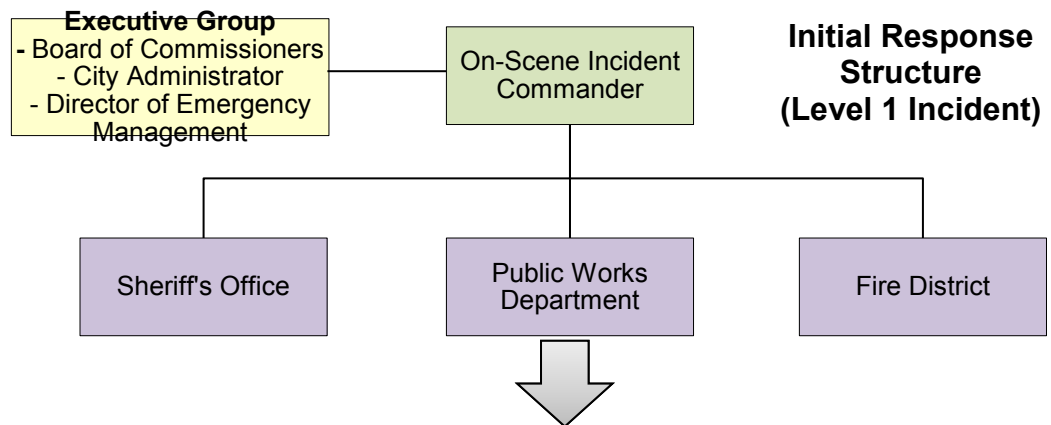 Executive Group
- Board of Commissioners
- City Administrator
- Director of Emergency
Management
On-Scene Incident
Commander
Initial Response
Structure
(Level 1 Incident)
Sheriff's Office
Public Works
Department
Fire District